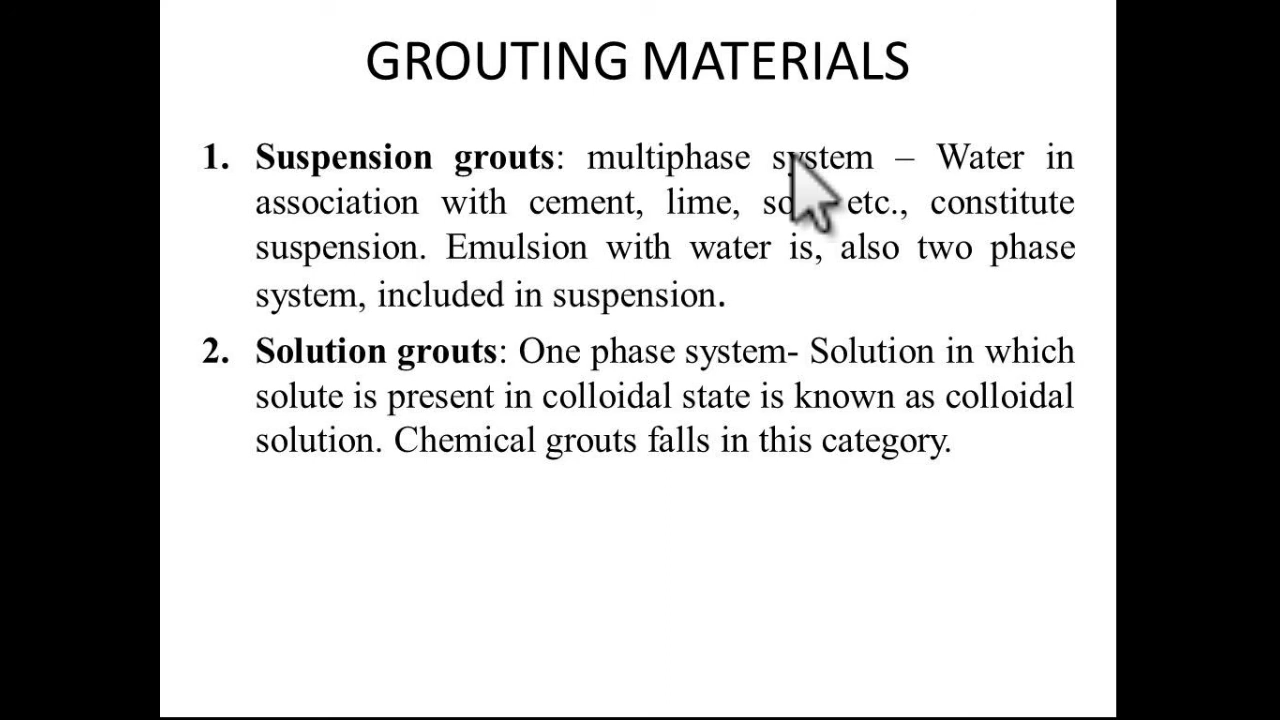 GROUTING MATERIALS
1. Suspension grouts: multiphase system – Water in
association with cement, lime, etc., constitute
suspension. Emulsion with water is, also two phase
system, included in suspension.
2. Solution grouts: One phase system- Solution in which
solute is present in colloidal state is known as colloidal
solution. Chemical grouts falls in this category.